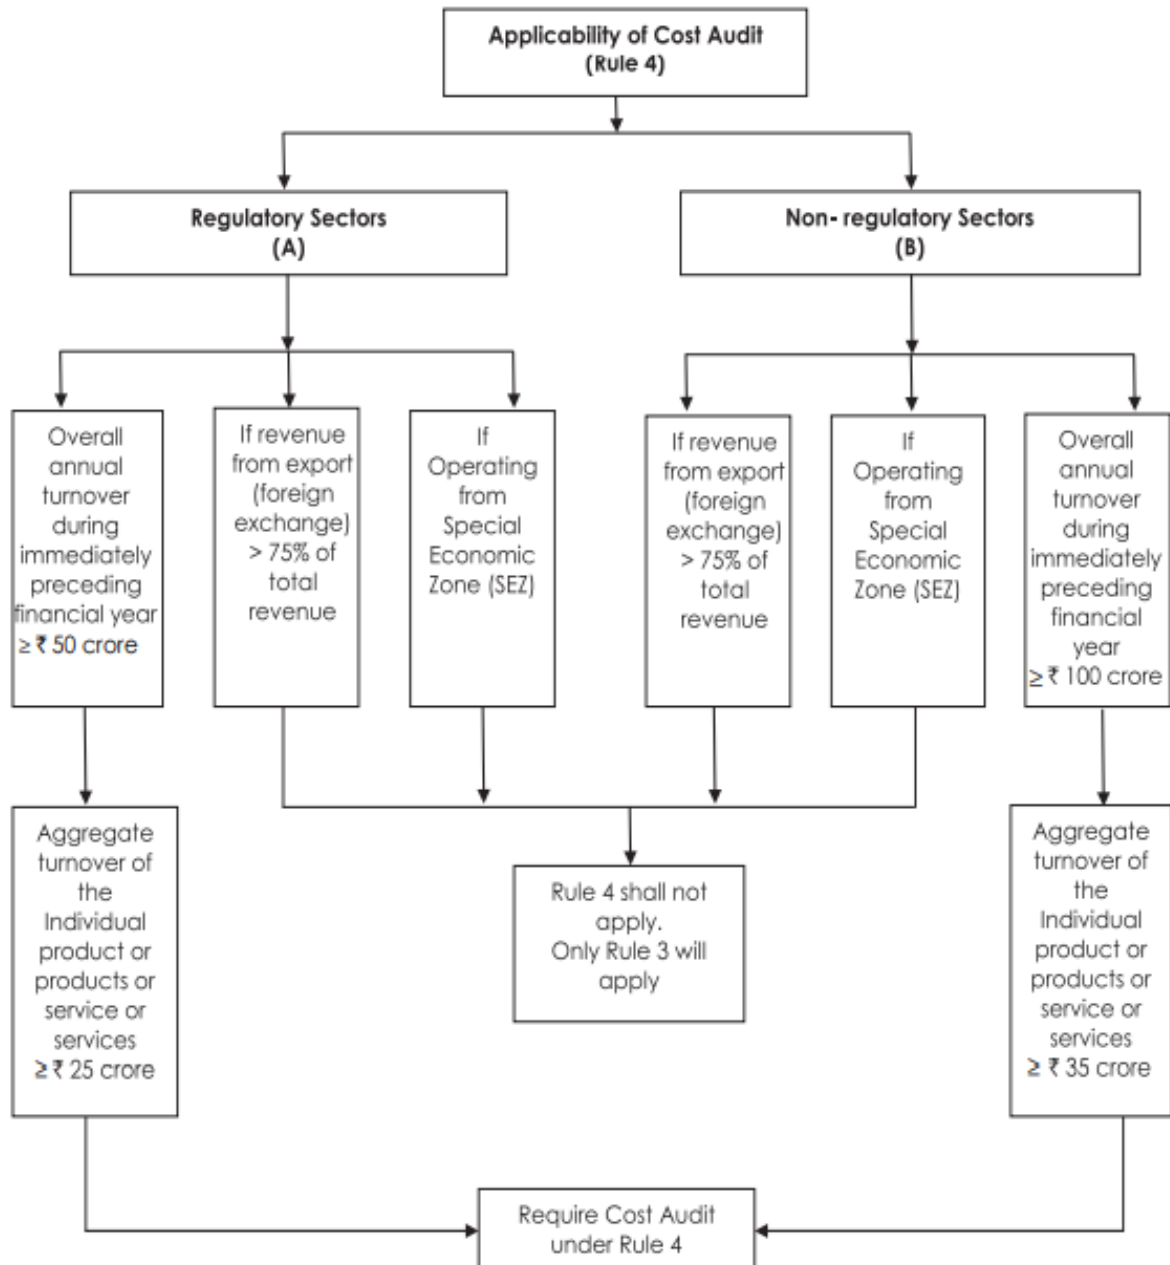 Applicability of Cost Audit
(Rule 4)
Regulatory Sectors
(A)
Non- regulatory Sectors
(B)
Overall
annual
turnover
during
immediately
preceding
financial year
≥ ₹ 50 crore
If revenue
from export
(foreign
exchange)
> 75% of
total
revenue
If
Operating
from
Special
Economic
Zone (SEZ)
If revenue
from export
(foreign
exchange)
> 75% of
total
revenue
If
Operating
from
Special
Economic
Zone (SEZ)
Overall
annual
turnover
during
immediately
preceding
financial
year
≥ ₹ 100 crore
Aggregate
turnover of
the
Individual
product or
products or
service or
services
≥ ₹ 25 crore
Rule 4 shall not
apply.
Only Rule 3 will
apply
Aggregate
turnover of
the
Individual
product or
products or
service or
services
≥ ₹ 35 crore
Require Cost Audit
under Rule 4